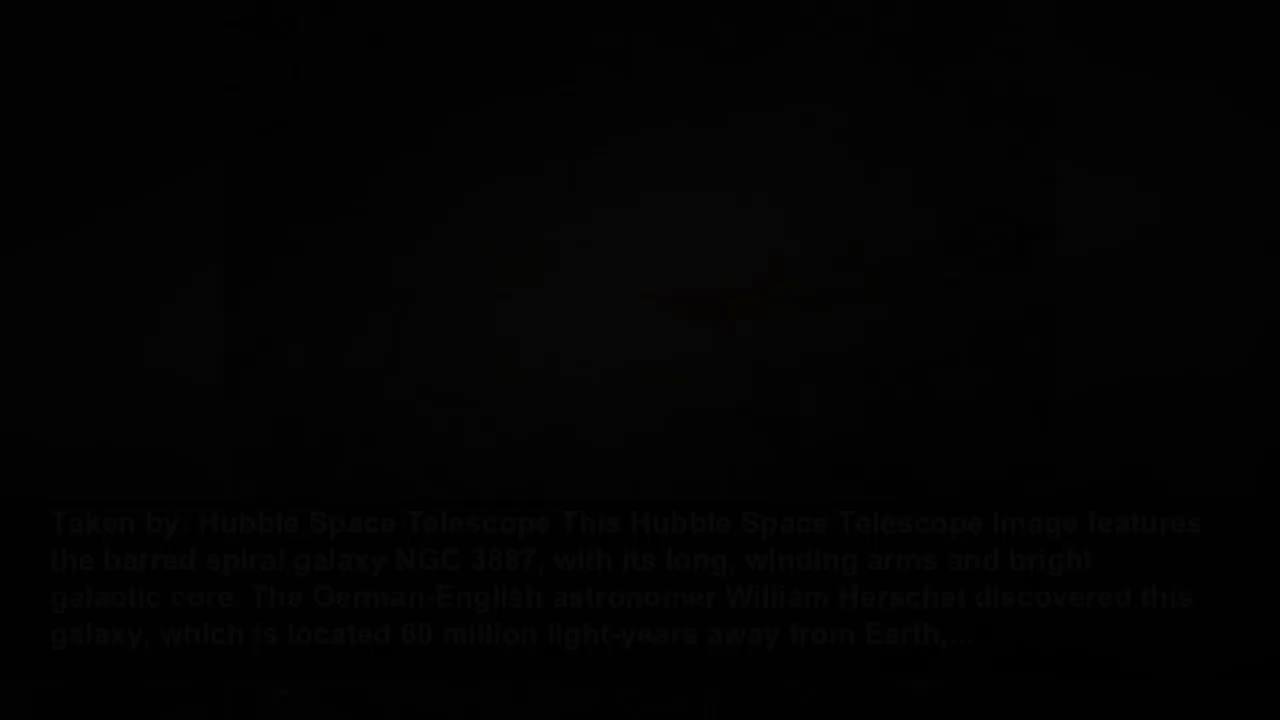 Taken by: Hubble Space Telescope This Hubble Space Telescope image features
the barred spiral galaxy NGC 3887, with its long, winding arms and bright
galactic core. The German-English astronomer William Herschel discovered this
galaxy, which is located 60 million light-years away from Earth,...